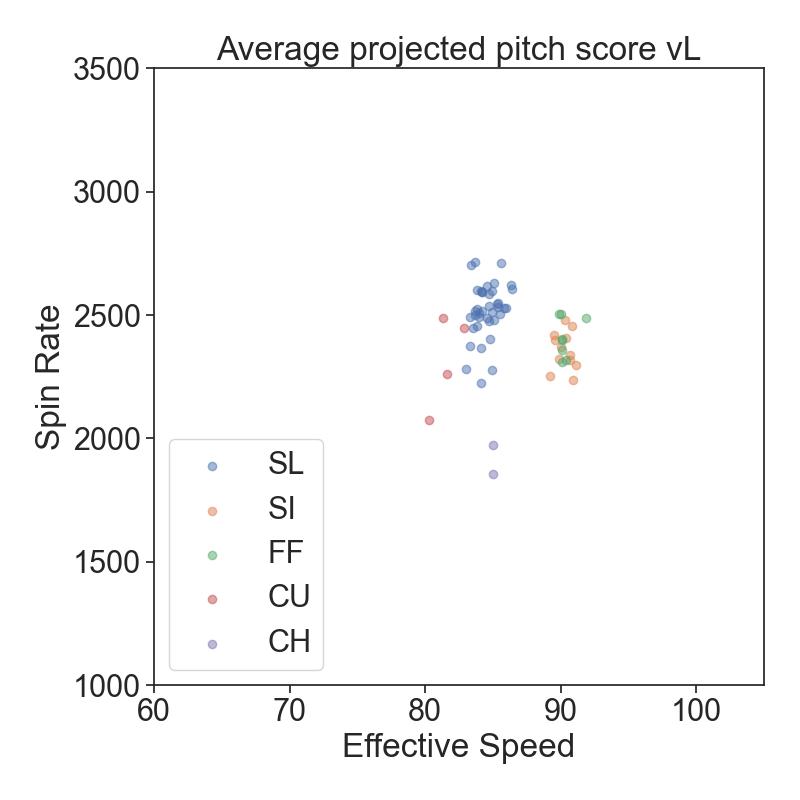 Average projected pitch score vL
3500
3000
2500
2000
1500
1000
Spin Rate
SL
SI
FF
CU
CH
60 70 80 90 100
Effective Speed